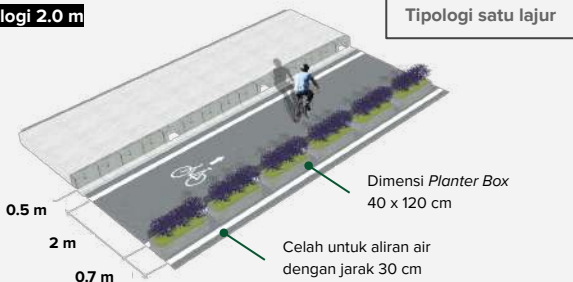 logi 2.0 m
Tipologi satu lajur
0.5 m
2 m
0.7 m
Dimensi Planter Box
40 x 120 cm
Celah untuk aliran air
dengan jarak 30 cm